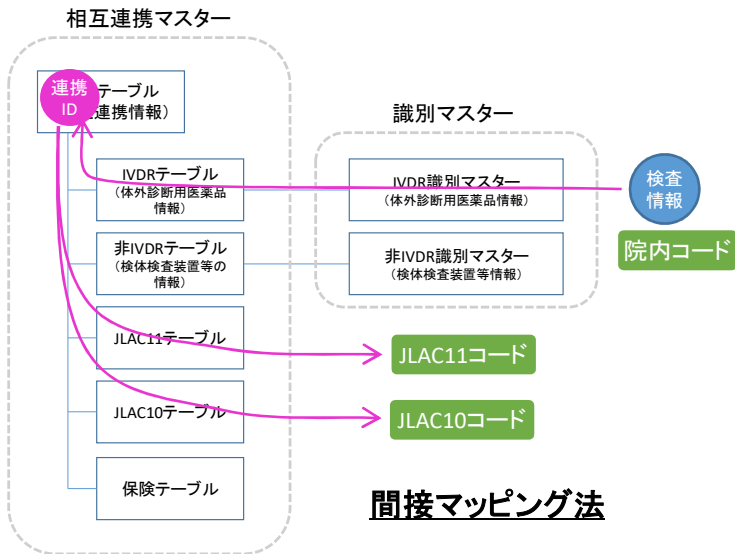 相互連携マスター
連携
ID
テーブル
連携情報）
IVDRテーブル
（体外診断用医薬品
情報）
非IVDRテーブル
（検体検査装置等の
情報）
JLAC11テーブル
JLAC10テーブル
保険テーブル
識別マスター
IVDR識別マスター
（体外診断用医薬品情報）
非IVDR識別マスター
（検体検査装置等情報）
検査
情報
院内コード
JLAC11コード
JLAC10コード
間接マッピング法